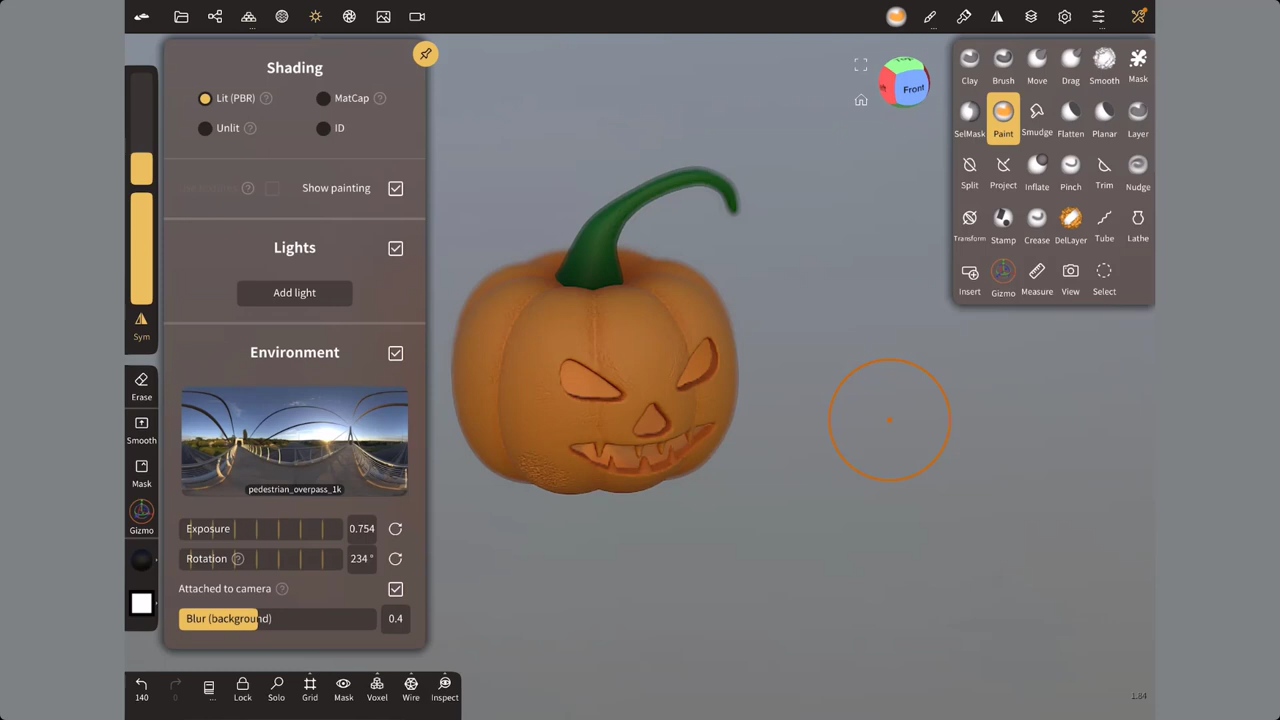 Shading
Lit (PBR) ?
MatCap ?
Unlit ?
ID
?
Show painting
Lights
Add light
Environment
pedestrian_overpass_1k
Exposure
0.754
Rotation ?
234 °
Attached to camera ?
Blur (background)
0.4
Sym
Erase
Smooth
Mask
Gizmo
140
0
...
Lock
Solo
Grid
Mask
Voxel
Wire
Inspect
Front
Clay
Brush
Move
Drag
Smooth
Mask
SelMask
Paint
Smudge
Flatten
Planar
Layer
Split
Project
Inflate
Pinch
Trim
Nudge
Transform
Stamp
Crease
DelLayer
Tube
Lathe
Insert
Gizmo
Measure
View
Select
1.84